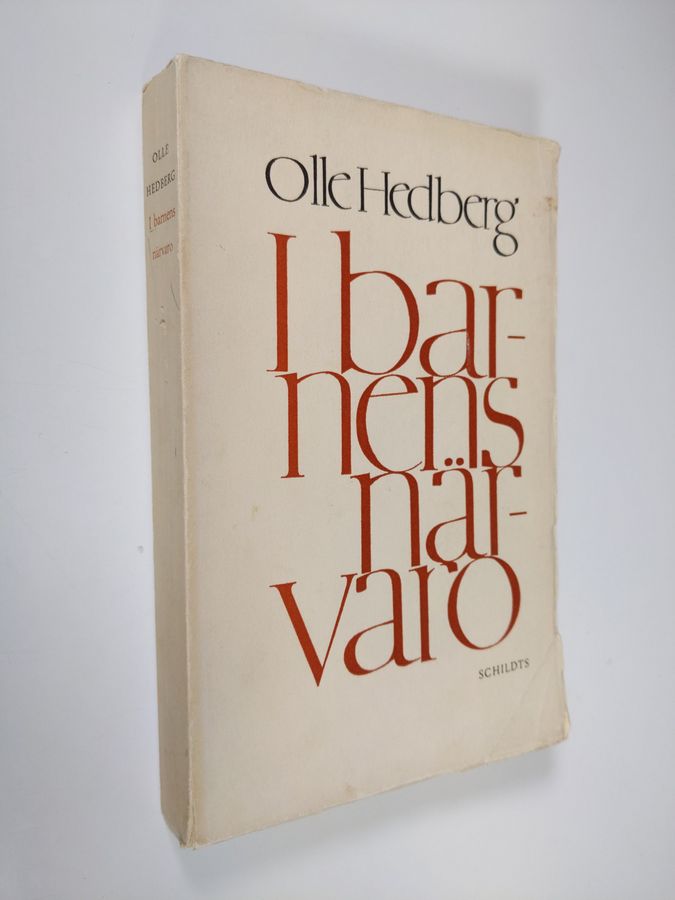 OLLE
HEDBERG
I barnens
närvaro
Olle Hedberg
I bar-
nens
när-
varo
SCHILDTS